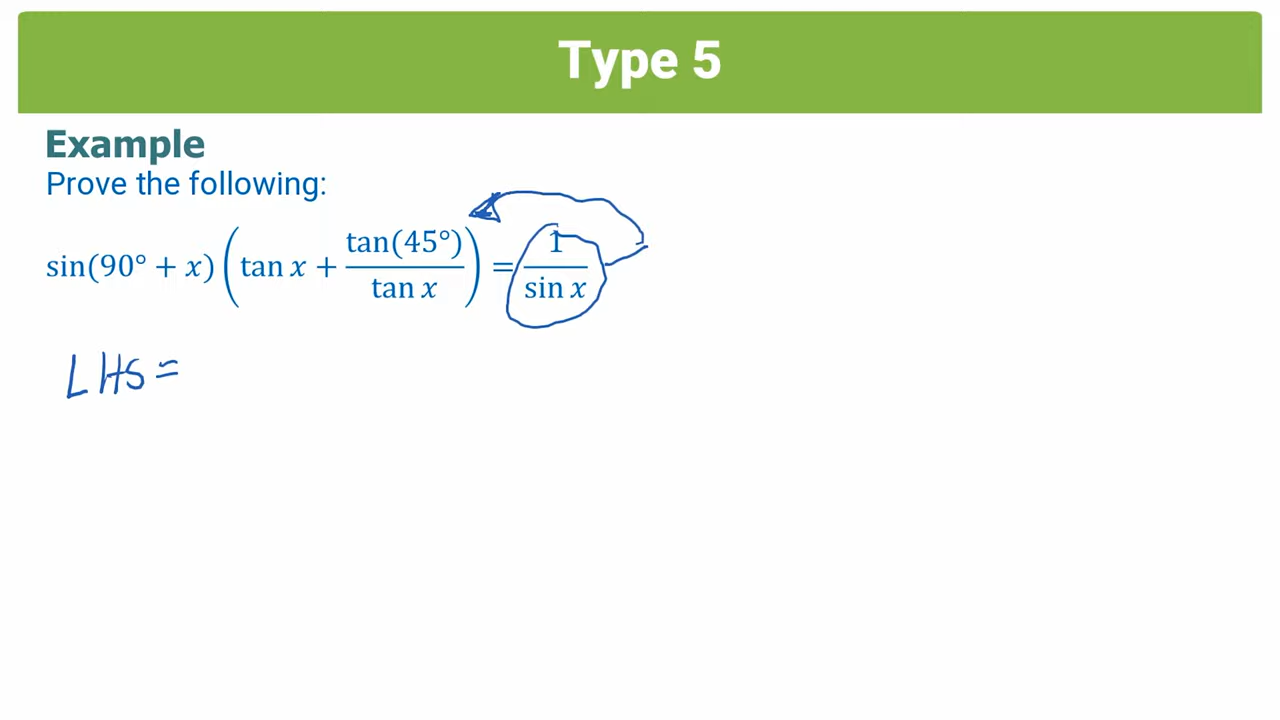 Type 5
Example
Prove the following:
sin(90° + x) (tan x + tan(45°) / tan x) = 1 / sin x
LHS =